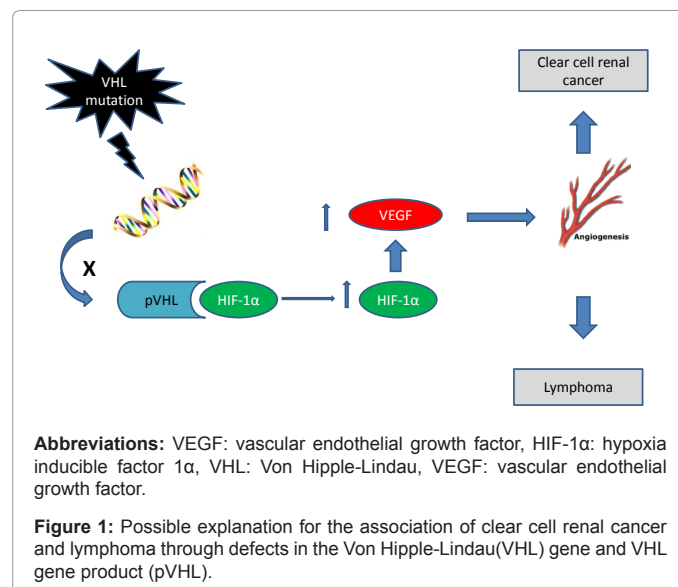 VHL
mutation
Clear cell renal
cancer
VEGF
Angiogenesis
X
pVHL
HIF-1α
HIF-1α
Lymphoma
Abbreviations: VEGF: vascular endothelial growth factor, HIF-1α: hypoxia
inducible factor 1α, VHL: Von Hipple-Lindau, VEGF: vascular endothelial
growth factor.
Figure 1: Possible explanation for the association of clear cell renal cancer
and lymphoma through defects in the Von Hipple-Lindau(VHL) gene and VHL
gene product (pVHL).